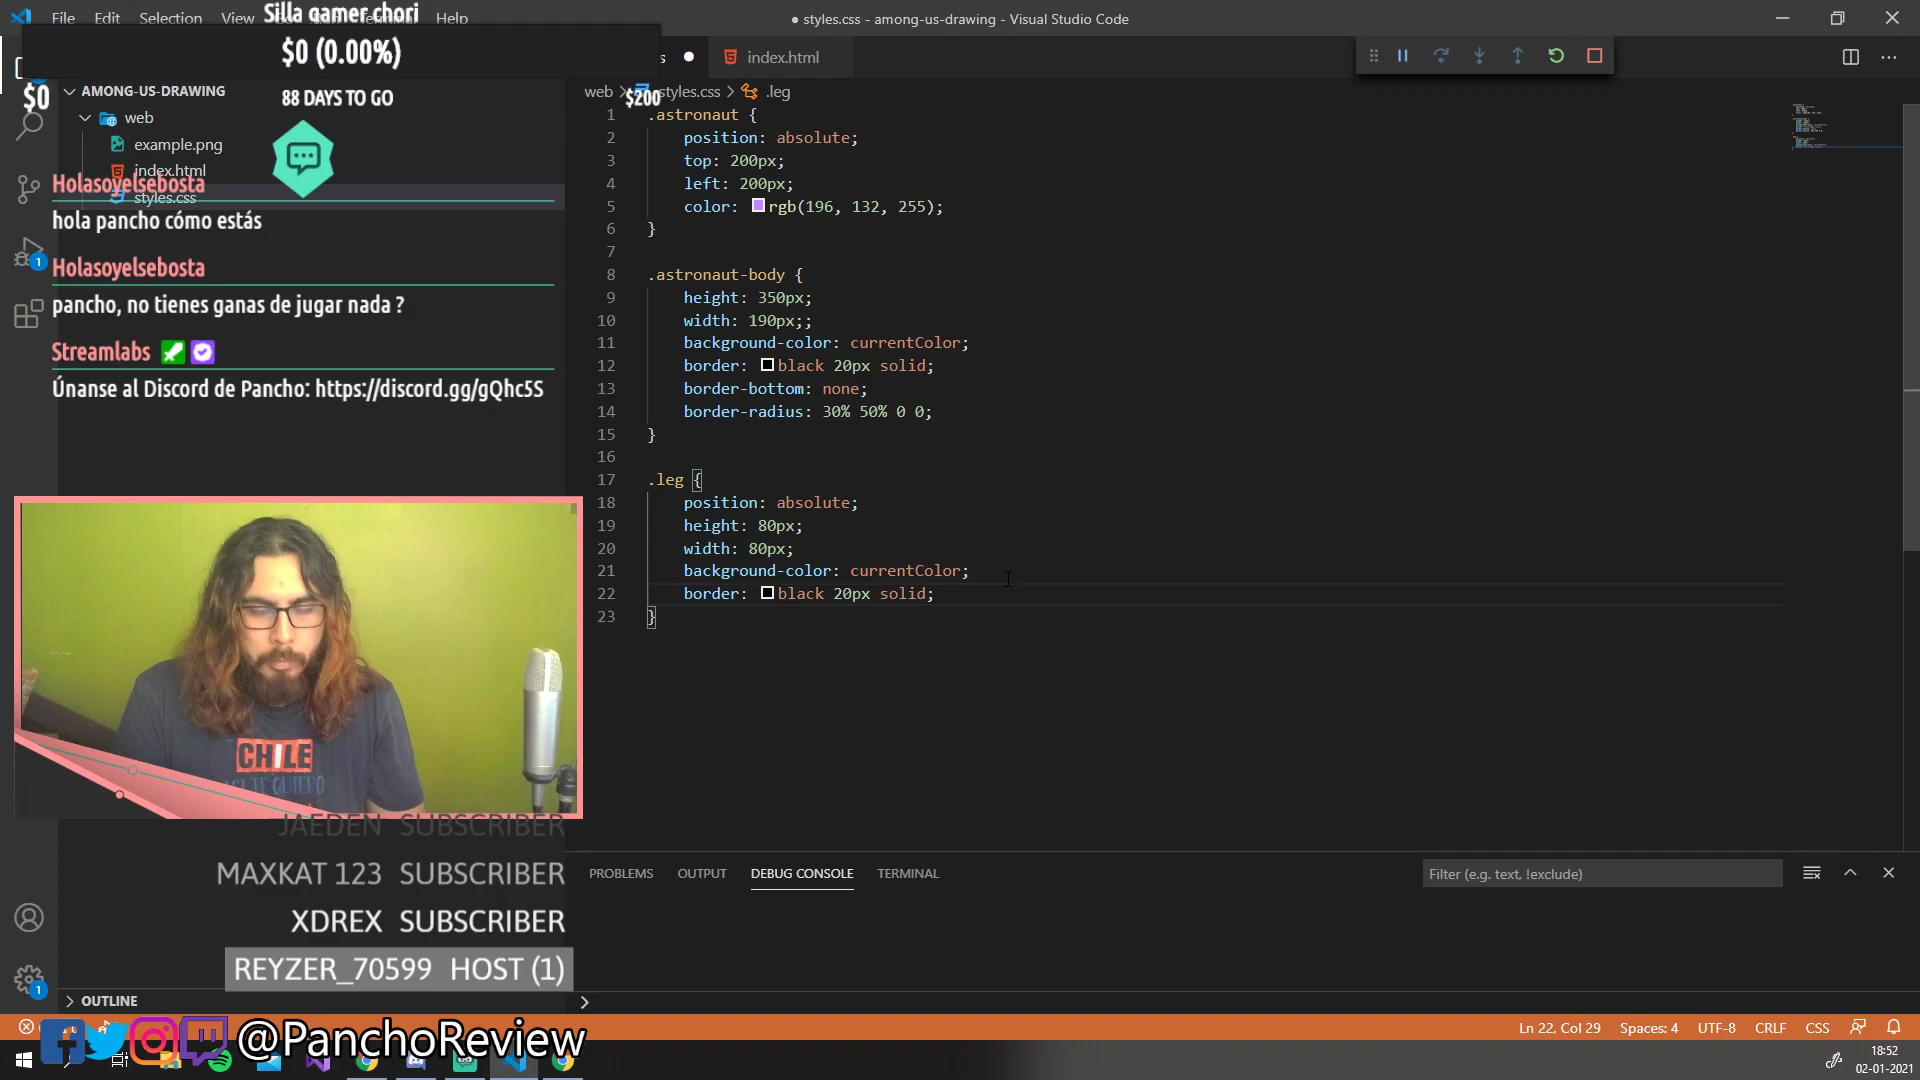 File Edit Selection View Help
styles.css - among-us-drawing - Visual Studio Code
Silla gamer chori
$0 (0.00%)
88 DAYS TO GO
$0
$200
index.html
AMONG-US-DRAWING
web
example.png
index.html
styles.css
web > styles.css > .leg
Holasoyelsebosta
hola pancho cómo estás
Holasoyelsebosta
pancho, no tienes ganas de jugar nada ?
Streamlabs
Únanse al Discord de Pancho: https://discord.gg/gQhc5S
1 .astronaut {
2 position: absolute;
3 top: 200px;
4 left: 200px;
5 color: rgb(196, 132, 255);
6 }
7
8 .astronaut-body {
9 height: 350px;
10 width: 190px;;
11 background-color: currentColor;
12 border: black 20px solid;
13 border-bottom: none;
14 border-radius: 30% 50% 0 0;
15 }
16
17 .leg {
18 position: absolute;
19 height: 80px;
20 width: 80px;
21 background-color: currentColor;
22 border: black 20px solid;
23 }
1
CHILE
ASÍ TE QUIERO
JAEDEN SUBSCRIBER
MAXKAT 123 SUBSCRIBER
XDREX SUBSCRIBER
REYZER_70599 HOST (1)
PROBLEMS OUTPUT DEBUG CONSOLE TERMINAL
Filter (e.g. text, !exclude)
1
OUTLINE
@PanchoReview
Ln 22, Col 29 Spaces: 4 UTF-8 CRLF CSS
18:52
02-01-2021